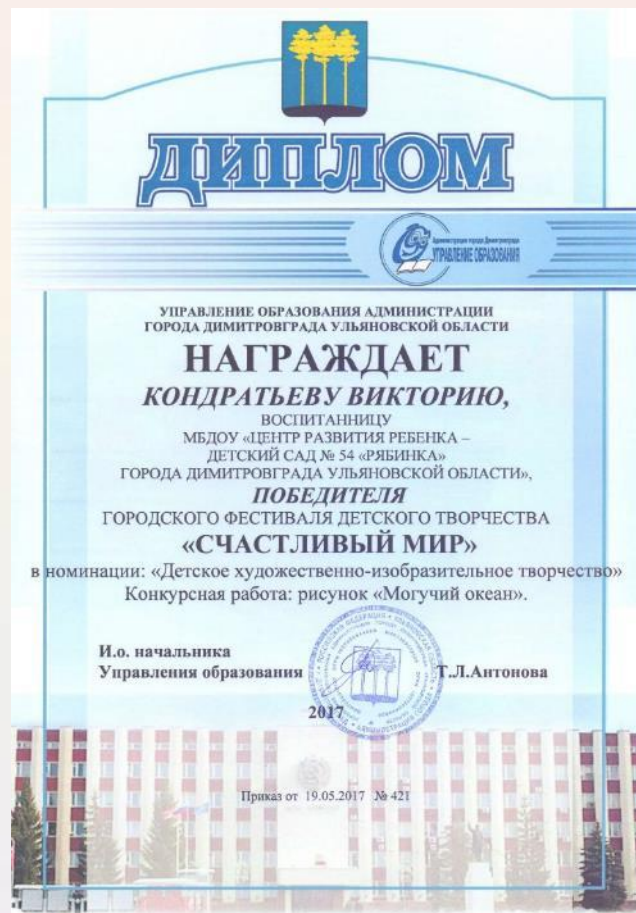 ДИПЛОМ
Администрация города Димитровграда
УПРАВЛЕНИЕ ОБРАЗОВАНИЯ
УПРАВЛЕНИЕ ОБРАЗОВАНИЯ АДМИНИСТРАЦИИ
ГОРОДА ДИМИТРОВГРАДА УЛЬЯНОВСКОЙ ОБЛАСТИ
НАГРАЖДАЕТ
КОНДРАТЬЕВУ ВИКТОРИЮ,
ВОСПИТАННИЦУ
МБДОУ «ЦЕНТР РАЗВИТИЯ РЕБЕНКА –
ДЕТСКИЙ САД № 54 «РЯБИНКА»
ГОРОДА ДИМИТРОВГРАДА УЛЬЯНОВСКОЙ ОБЛАСТИ»,
ПОБЕДИТЕЛЯ
ГОРОДСКОГО ФЕСТИВАЛЯ ДЕТСКОГО ТВОРЧЕСТВА
«СЧАСТЛИВЫЙ МИР»
в номинации: «Детское художественно-изобразительное творчество»
Конкурсная работа: рисунок «Могучий океан».
И.о. начальника
Управления образования Т.Л.Антонова
2017
Приказ от 19.05.2017 № 421